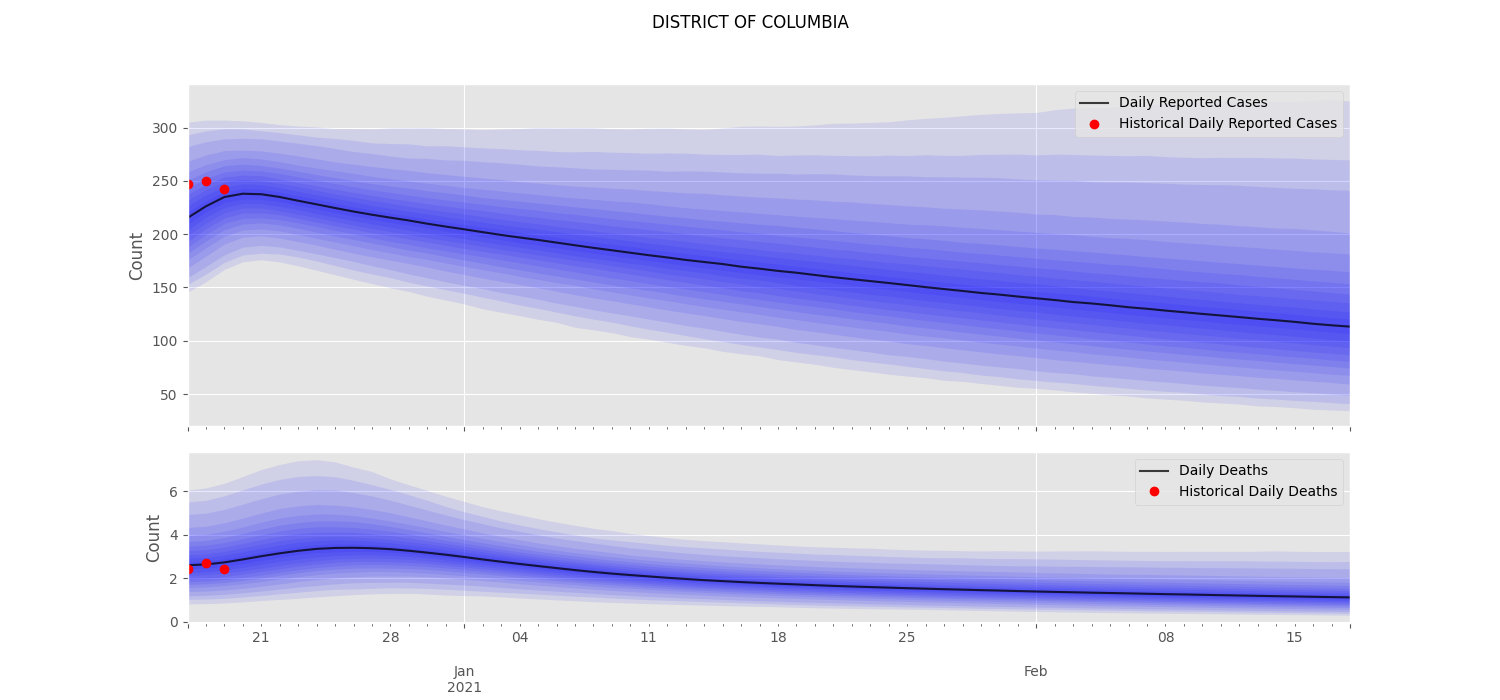 DISTRICT OF COLUMBIA
Daily Reported Cases
Historical Daily Reported Cases
300
250
200
150
100
50
Count
Daily Deaths
Historical Daily Deaths
6
4
2
0
Count
21 28 04 11 18 25 08 15
Jan Feb
2021